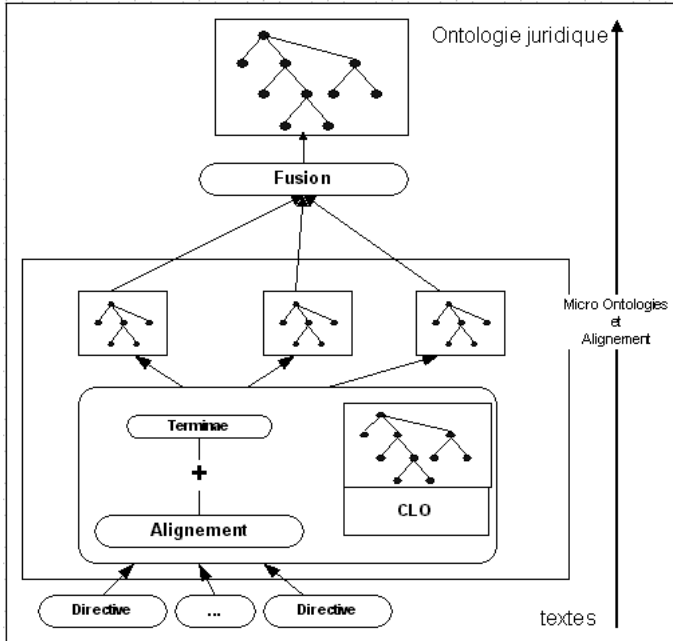 Ontologie juridique
Fusion
Micro Ontologies
et
Alignement
Terminae
+
CLO
Alignement
Directive
...
Directive
textes